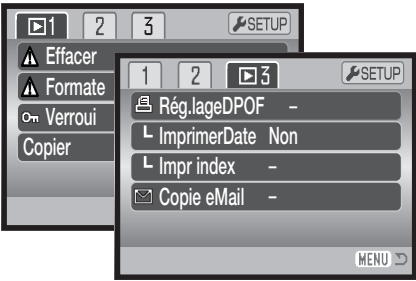 1 2 3 SETUP
Effacer
Formate
Verroui
Copier
1 2 3 SETUP
Rég.lageDPOF –
ImprimerDate Non
Impr index –
Copie eMail –
MENU